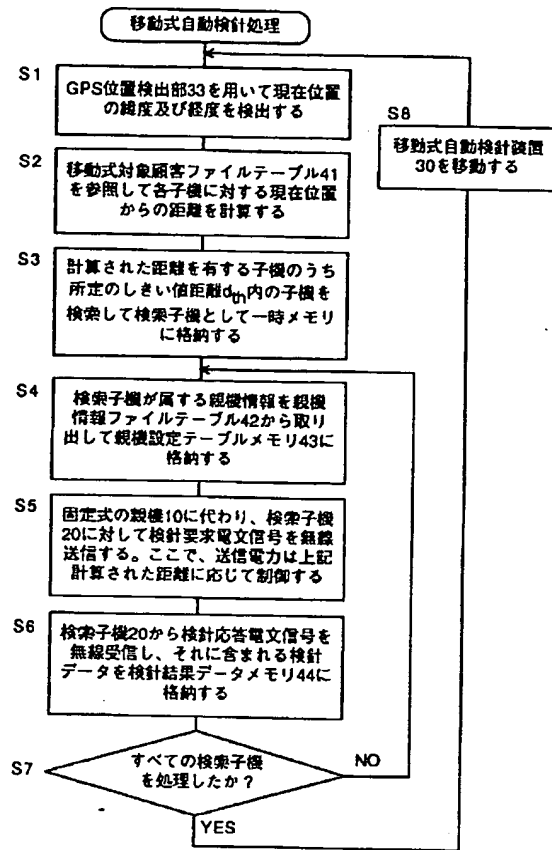 移動式自動検針処理
S1
GPS位置検出部33を用いて現在位置
の緯度及び経度を検出する
S8
移動式自動検針装置
30を移動する
S2
移動式対象顧客ファイルテーブル41
を参照して各子機に対する現在位置
からの距離を計算する
S3
計算された距離を有する子機のうち
所定のしきい値距離dth内の子機を
検索して検索子機として一時メモリ
に格納する
S4
検索子機が属する親機情報を親機
情報ファイルテーブル42から取り
出して親機設定テーブルメモリ43に
格納する
S5
固定式の親機10に代わり、検索子機
20に対して検針要求電文信号を無線
送信する。ここで、送信電力は上記
計算された距離に応じて制御する
S6
検索子機20から検針応答電文信号を
無線受信し、それに含まれる検針
データを検針結果データメモリ44に
格納する
S7
すべての検索子機
を処理したか?
NO
YES